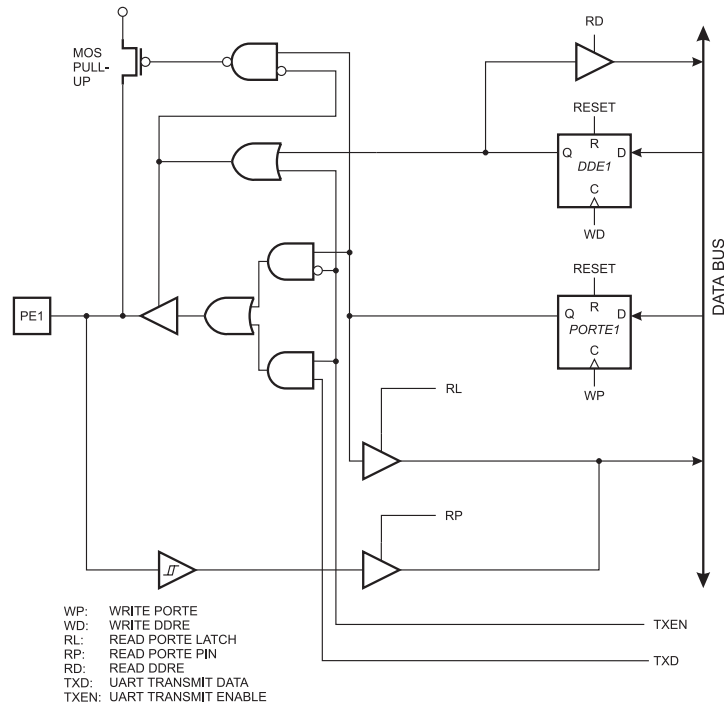 RD
MOS
PULL-
UP
RESET
R
Q
D
DDE1
C
WD
RESET
R
Q
D
PORTE1
C
WP
DATA BUS
PE1
RL
RP
WP: WRITE PORTE
WD: WRITE DDRE
RL: READ PORTE LATCH
RP: READ PORTE PIN
RD: READ DDRE
TXD: UART TRANSMIT DATA
TXEN: UART TRANSMIT ENABLE
TXEN
TXD